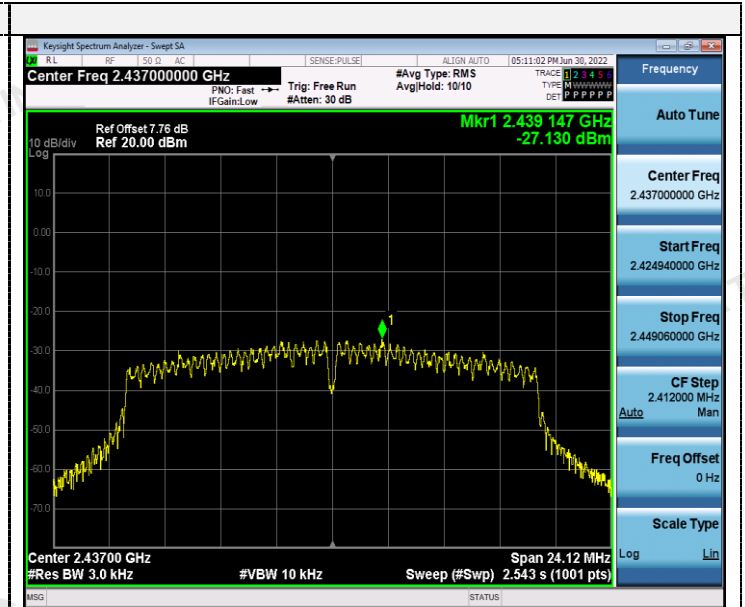 Keysight Spectrum Analyzer - Swept SA
RL RF 50 Ω AC SENSE:PULSE ALIGN AUTO 05:11:02 PM Jun 30, 2022
Center Freq 2.437000000 GHz
PNO: Fast
IFGain:Low
Trig: Free Run
#Atten: 30 dB
#Avg Type: RMS
Avg|Hold: 10/10
TRACE 1 2 3 4 5 6
TYPE M WWWWW
DET P P P P P P
Frequency
Auto Tune
Center Freq
2.437000000 GHz
Start Freq
2.424940000 GHz
Stop Freq
2.449060000 GHz
CF Step
2.412000 MHz
Auto Man
Freq Offset
0 Hz
Scale Type
Log Lin
Mkr1 2.439 147 GHz
-27.130 dBm
Ref Offset 7.76 dB
10 dB/div Ref 20.00 dBm
Log
10.0
0.00
-10.0
-20.0
1
-30.0
-40.0
-50.0
-60.0
-70.0
Center 2.43700 GHz Span 24.12 MHz
#Res BW 3.0 kHz #VBW 10 kHz Sweep (#Swp) 2.543 s (1001 pts)
MSG STATUS